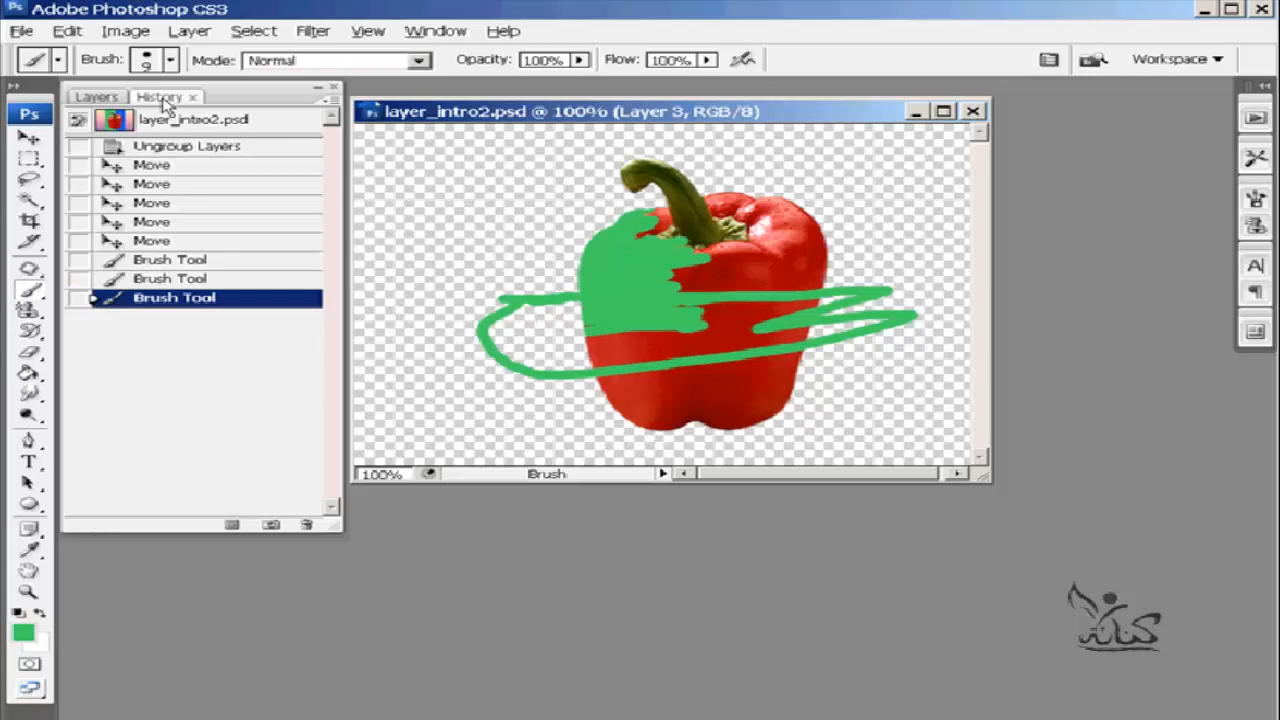 Adobe Photoshop CS3
File Edit Image Layer Select Filter View Window Help
Brush: 9 Mode: Normal Opacity: 100% Flow: 100% Workspace
Layers History
Ps
layer_intro2.psd
Ungroup Layers
Move
Move
Move
Move
Move
Brush Tool
Brush Tool
Brush Tool
layer_intro2.psd @ 100% (Layer 3, RGB/8)
100% Brush
كنانة